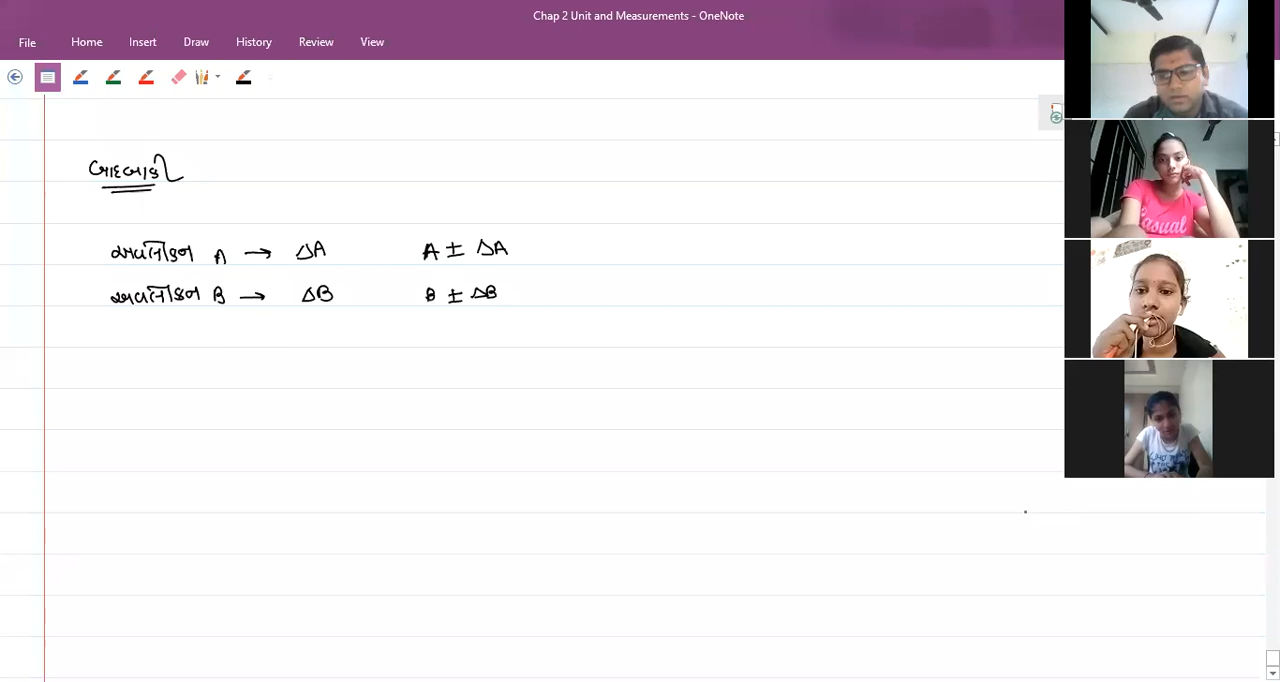 Chap 2 Unit and Measurements - OneNote
File Home Insert Draw History Review View
બાદબાકી
અવલોકન A → ΔA A ± ΔA
અવલોકન B → ΔB B ± ΔB
Casual